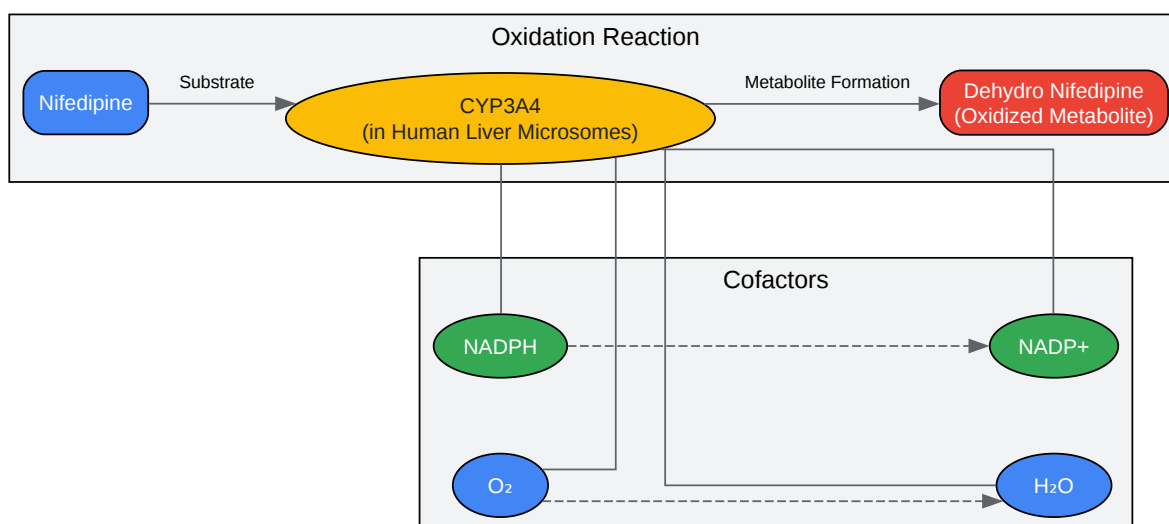 Oxidation Reaction
Nifedipine
Substrate
CYP3A4
(in Human Liver Microsomes)
Metabolite Formation
Dehydro Nifedipine
(Oxidized Metabolite)
Cofactors
NADPH
NADP+
O₂
H₂O